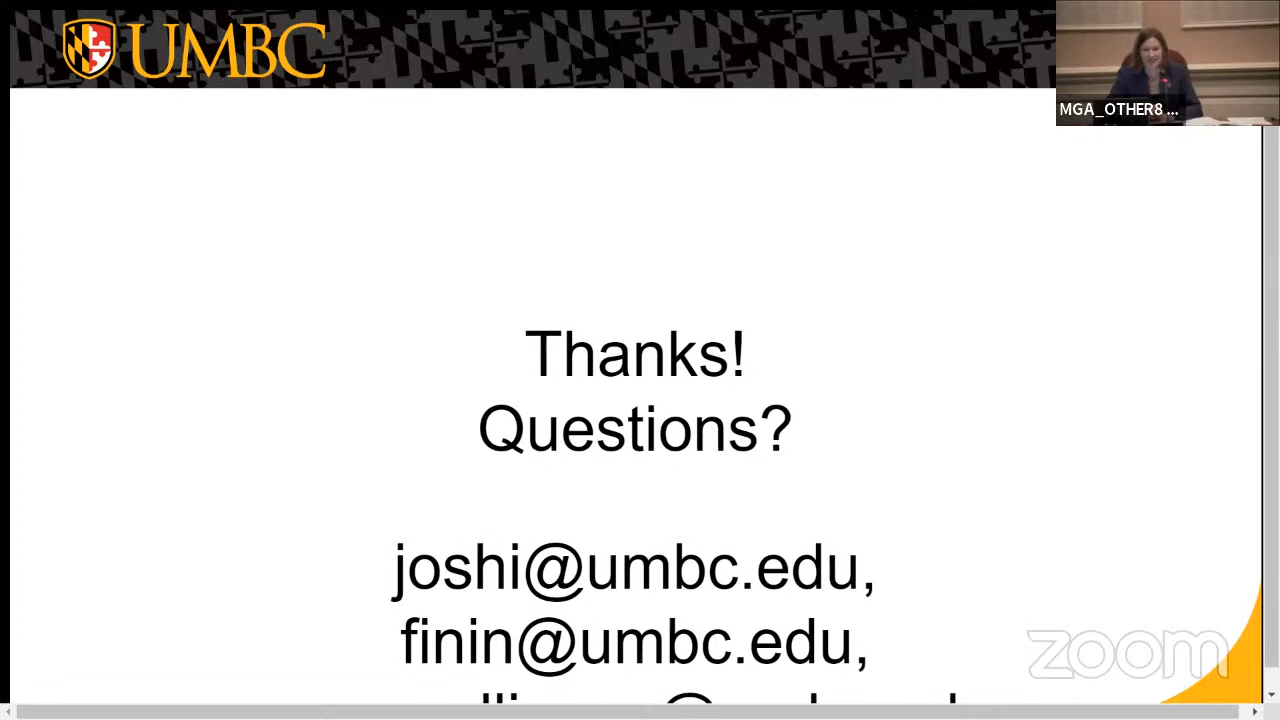 UMBC
MGA_OTHER8 ...
Thanks!
Questions?
joshi@umbc.edu,
finin@umbc.edu,
zoom